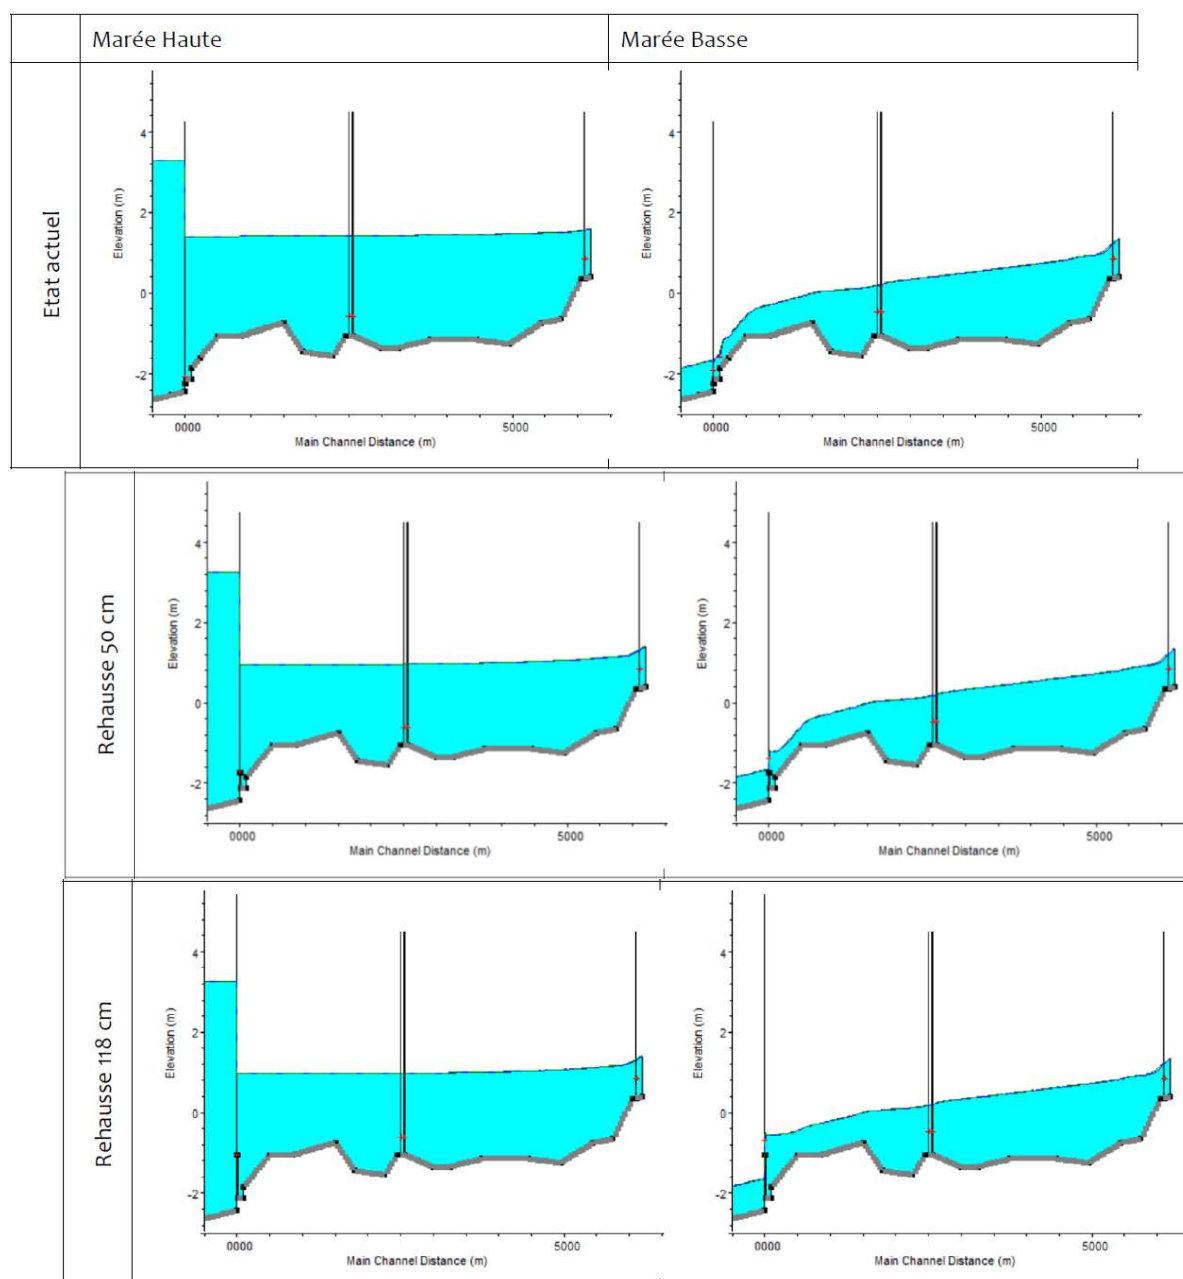 Marée Haute
Marée Basse
Etat actuel
Elevation (m)
4
2
0
-2
0000
5000
Main Channel Distance (m)
Elevation (m)
4
2
0
-2
0000
5000
Main Channel Distance (m)
Rehausse 50 cm
Elevation (m)
4
2
0
-2
0000
5000
Main Channel Distance (m)
Elevation (m)
4
2
0
-2
0000
5000
Main Channel Distance (m)
Rehausse 118 cm
Elevation (m)
4
2
0
-2
0000
5000
Main Channel Distance (m)
Elevation (m)
4
2
0
-2
0000
5000
Main Channel Distance (m)